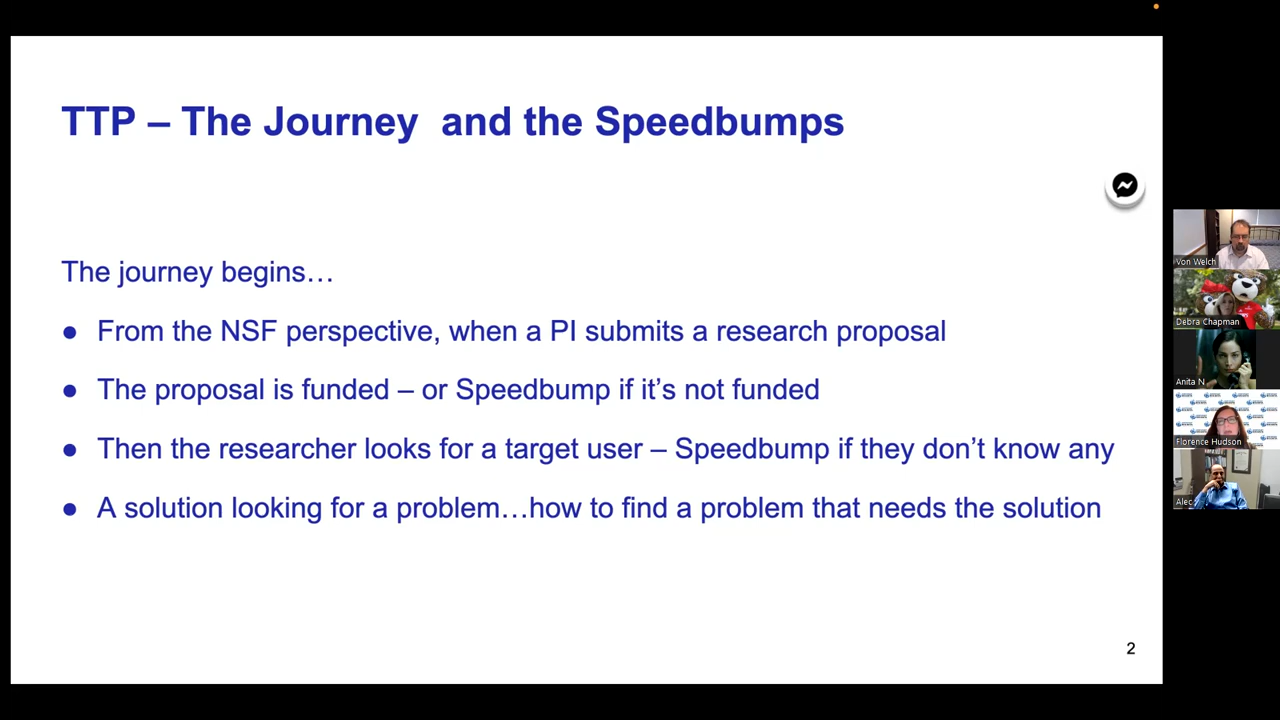 TTP – The Journey  and the Speedbumps
The journey begins…
● From the NSF perspective, when a PI submits a research proposal
● The proposal is funded – or Speedbump if it’s not funded
● Then the researcher looks for a target user – Speedbump if they don’t know any
● A solution looking for a problem…how to find a problem that needs the solution
2
Von Welch
Debra Chapman
Anita N.
Florence Hudson
Alec